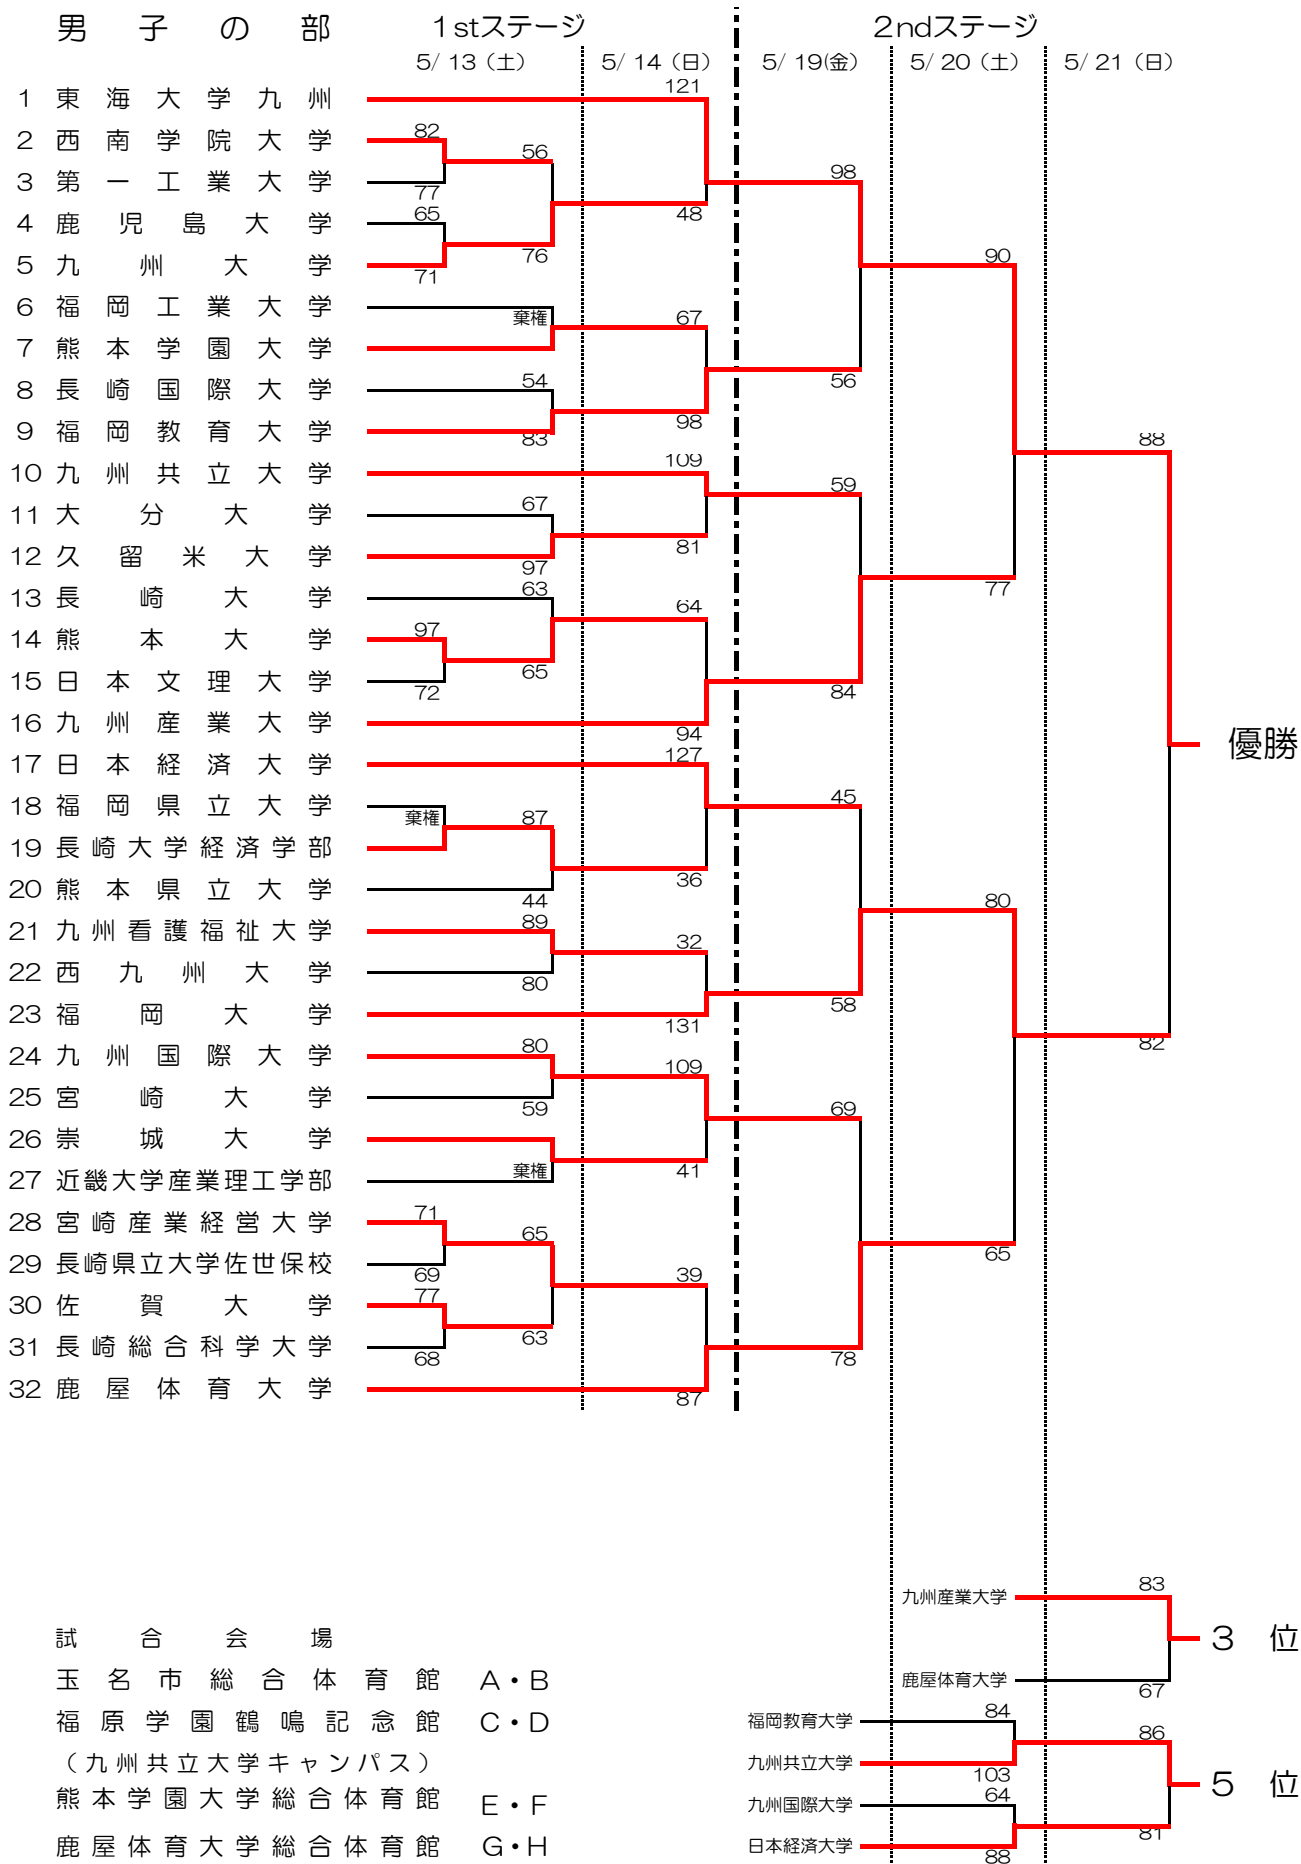 男子の部 1stステージ 2ndステージ
5/13（土） 5/14（日） 5/19(金) 5/20（土） 5/21（日）
121
1 東海大学九州
82
2 西南学院大学
56
98
3 第一工業大学
77
65
48
4 鹿児島大学
76
90
5 九州大学
71
6 福岡工業大学
棄権
67
7 熊本学園大学
54
56
8 長崎国際大学
98
9 福岡教育大学
83
88
109
10 九州共立大学
59
67
11 大分大学
81
12 久留米大学
97
63
77
13 長崎大学
64
97
14 熊本大学
65
15 日本文理大学
72
84
16 九州産業大学
94
優勝
127
17 日本経済大学
45
18 福岡県立大学
棄権
87
19 長崎大学経済学部
36
20 熊本県立大学
44
80
89
21 九州看護福祉大学
32
22 西九州大学
80
58
23 福岡大学
131
80
82
24 九州国際大学
109
25 宮崎大学
59
69
26 崇城大学
棄権
41
27 近畿大学産業理工学部
71
28 宮崎産業経営大学
65
65
29 長崎県立大学佐世保校
69
39
77
30 佐賀大学
63
31 長崎総合科学大学
68
78
32 鹿屋体育大学
87
83
九州産業大学
3位
鹿屋体育大学
67
84
福岡教育大学
86
九州共立大学
103
5位
64
九州国際大学
81
日本経済大学
88
試合会場
玉名市総合体育館 A・B
福原学園鶴鳴記念館 C・D
（九州共立大学キャンパス）
熊本学園大学総合体育館 E・F
鹿屋体育大学総合体育館 G・H